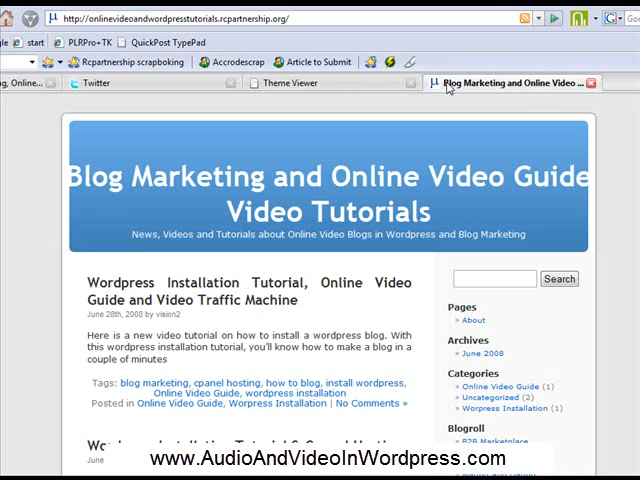 http://onlinevideoandwordpresstutorials.rcpartnership.org/
gle start PLRPro+TK QuickPost TypePad
Rcpartnership scrapboking Accrodescrap Article to Submit
ng, Online... Twitter Theme Viewer Blog Marketing and Online Video ...
Blog Marketing and Online Video Guide
Video Tutorials
News, Videos and Tutorials about Online Video Blogs in Wordpress and Blog Marketing
Wordpress Installation Tutorial, Online Video
Guide and Video Traffic Machine
June 28th, 2008 by vision2
Here is a new video tutorial on how to install a wordpress blog. With
this wordpress installation tutorial, you'll know how to make a blog in a
couple of minutes
Tags: blog marketing, cpanel hosting, how to blog, install wordpress,
Online Video Guide, wordpress installation
Posted in Online Video Guide, Worpress Installation | No Comments »
June
Search
Pages
» About
Archives
» June 2008
Categories
» Online Video Guide (1)
» Uncategorized (2)
» Worpress Installation (1)
Blogroll
» B2B Marketplace
www.AudioAndVideoInWordpress.com